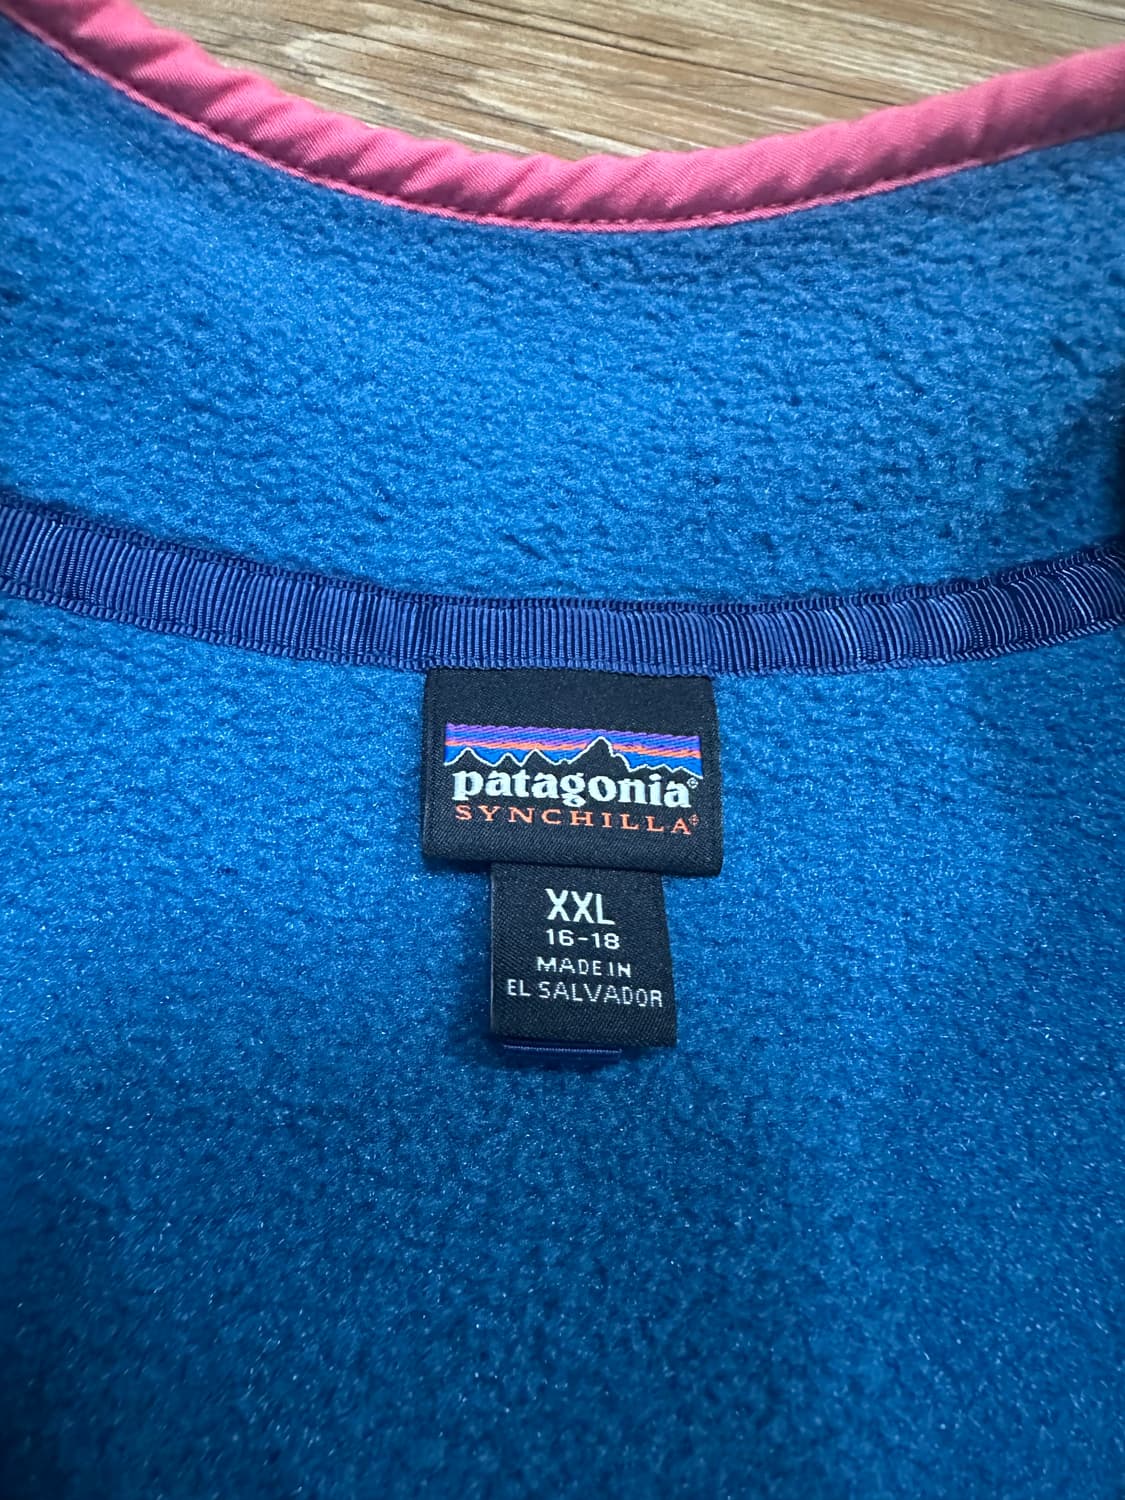 patagonia®
SYNCHILLA®
XXL
16-18
MADE IN
EL SALVADOR